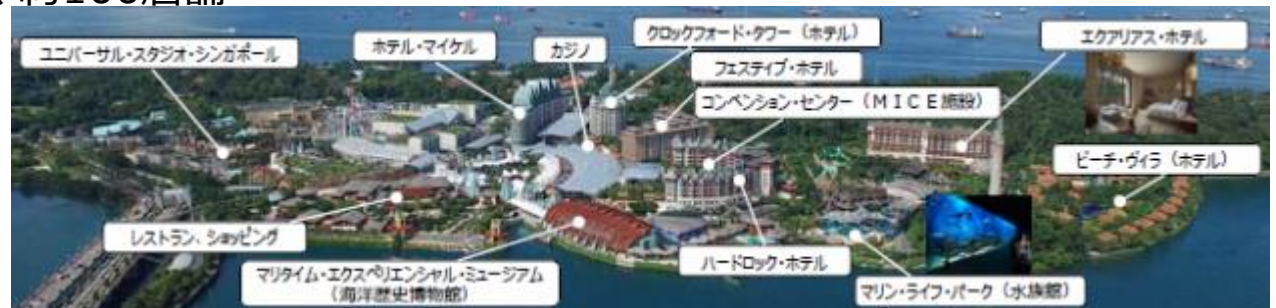 約100店舗
ユニバーサル・スタジオ・シンガポール
ホテル・マイケル
カジノ
クロックフォード・タワー（ホテル）
フェスティブ・ホテル
コンベンション・センター（ＭＩＣＥ施設）
エクアリアス・ホテル
ビーチ・ヴィラ（ホテル）
レストラン、ショッピング
マリタイム・エクスペリエンシャル・ミュージアム
（海洋歴史博物館）
ハードロック・ホテル
マリン・ライフ・パーク（水族館）